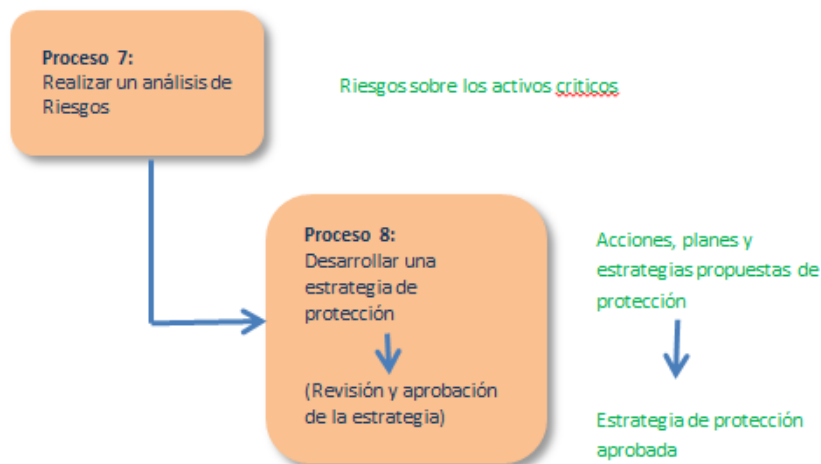 Proceso 7:
Realizar un análisis de
Riesgos
Riesgos sobre los activos criticos
Proceso 8:
Desarrollar una
estrategia de
protección
(Revisión y aprobación
de la estrategia)
Acciones, planes y
estrategias propuestas de
protección
Estrategia de protección
aprobada